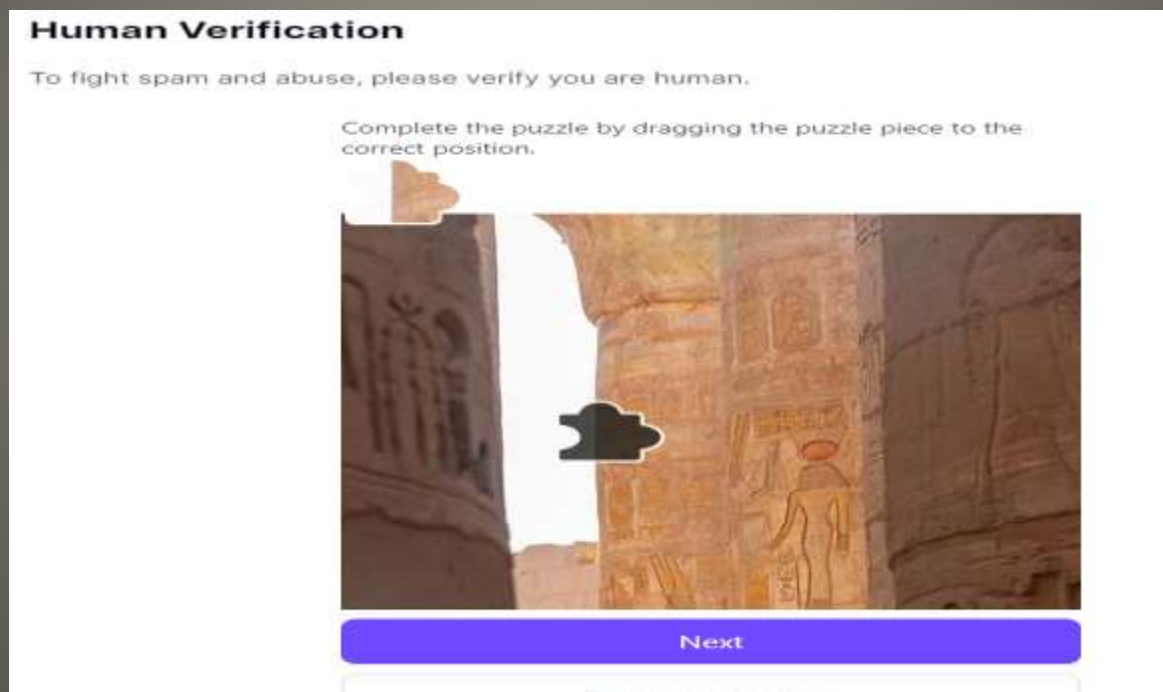 Human Verification
To fight spam and abuse, please verify you are human.
Complete the puzzle by dragging the puzzle piece to the
correct position.
Next